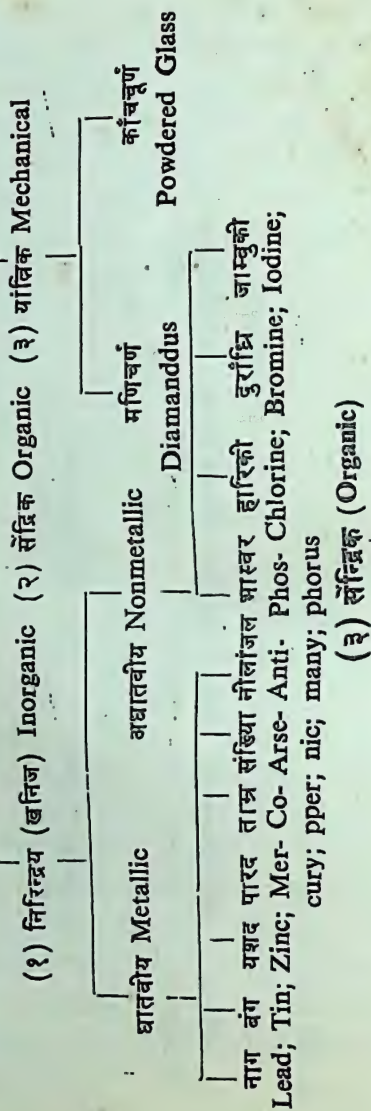 (१) निरिन्द्रय (खनिज) Inorganic (२) सेंद्रिक Organic (३) यांत्रिक Mechanical
धातवीय Metallic अधातवीय Nonmetallic मणिचर्ण काँचचूर्ण
Diamanddus Powdered Glass
नाग बंग यशद पारद ताम्र संख्यिा नीलांजल भास्वर हारिकी दुरांध्रि जाम्बुकी
Lead; Tin; Zinc; Mer- Co- Arse- Anti- Phos- Chlorine; Bromine; Iodine;
cury; pper; nic; many; phorus
(३) सेंन्द्रिक (Organic)